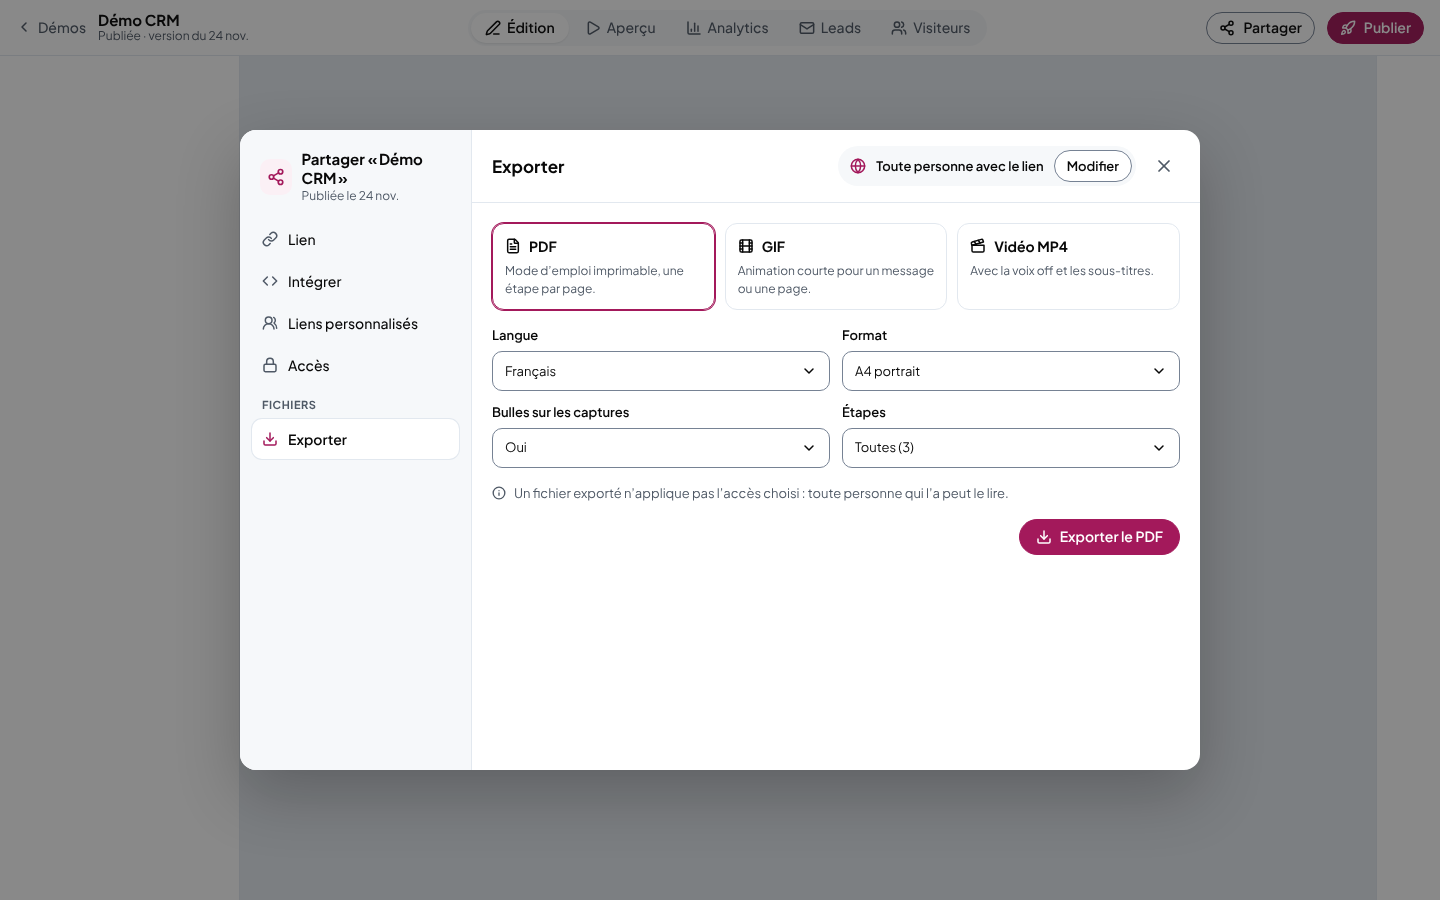 Démos
Démo CRM
Publiée · version du 24 nov.
Édition
Aperçu
Analytics
Leads
Visiteurs
Partager
Publier
Partager « Démo
CRM »
Publiée le 24 nov.
Lien
Intégrer
Liens personnalisés
Accès
FICHIERS
Exporter
Exporter
Toute personne avec le lien
Modifier
PDF
Mode d’emploi imprimable, une
étape par page.
GIF
Animation courte pour un message
ou une page.
Vidéo MP4
Avec la voix off et les sous-titres.
Langue
Français
Format
A4 portrait
Bulles sur les captures
Oui
Étapes
Toutes (3)
Un fichier exporté n’applique pas l’accès choisi : toute personne qui l’a peut le lire.
Exporter le PDF